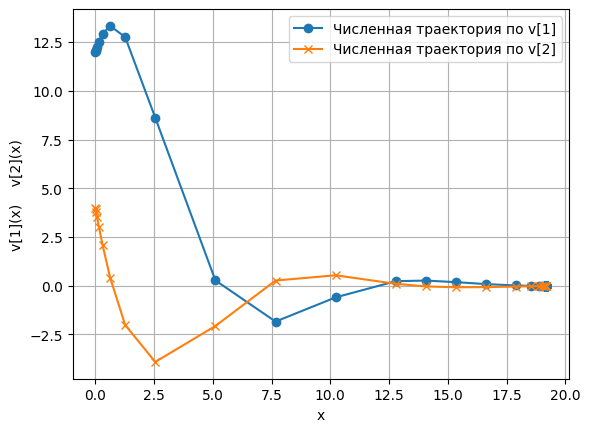 Численная траектория по v[1]
Численная траектория по v[2]
12.5
10.0
7.5
5.0
2.5
0.0
−2.5
v[1](x) v[2](x)
0.0 2.5 5.0 7.5 10.0 12.5 15.0 17.5 20.0
x